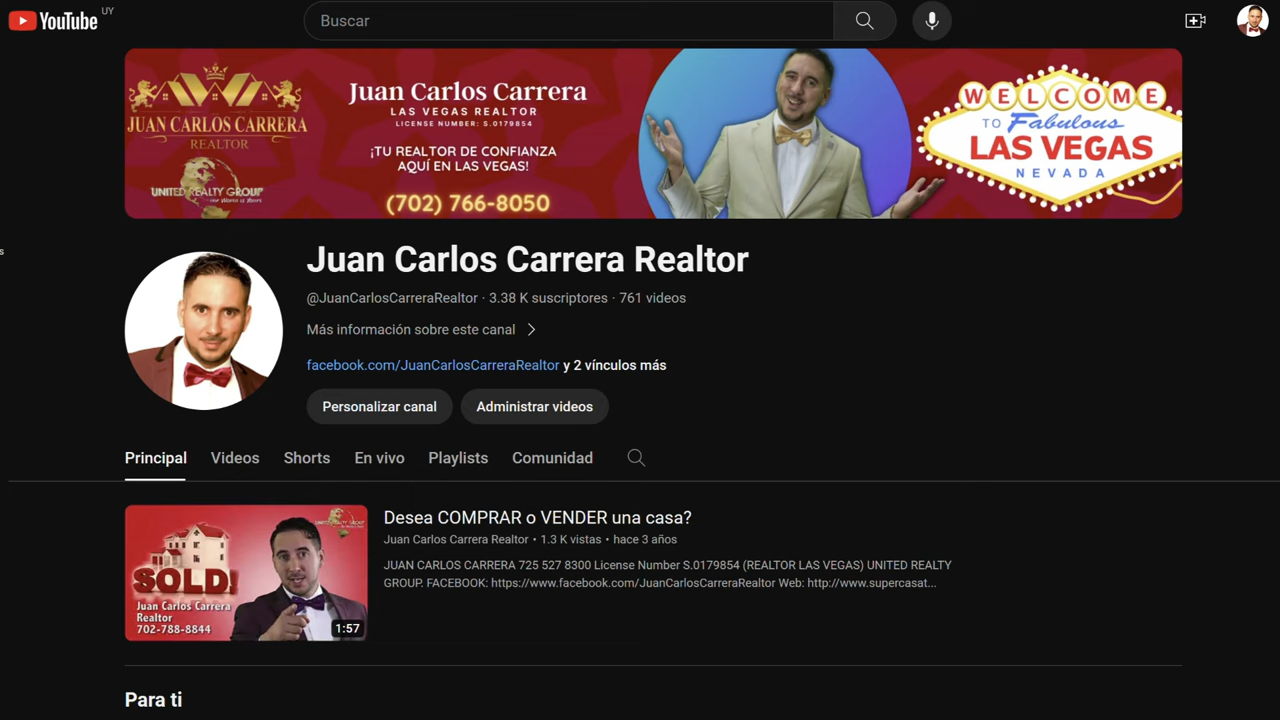 YouTube UY
Buscar
JUAN CARLOS CARRERA
REALTOR
UNITED REALTY GROUP
Juan Carlos Carrera
LAS VEGAS REALTOR
LICENSE NUMBER: S.0179854
¡TU REALTOR DE CONFIANZA
AQUÍ EN LAS VEGAS!
(702) 766-8050
WELCOME
TO Fabulous
LAS VEGAS
NEVADA
s
Juan Carlos Carrera Realtor
@JuanCarlosCarreraRealtor · 3.38 K suscriptores · 761 videos
Más información sobre este canal
facebook.com/JuanCarlosCarreraRealtor y 2 vínculos más
Personalizar canal Administrar videos
Principal Videos Shorts En vivo Playlists Comunidad
UNITED REALTY GROUP
SOLD!
Juan Carlos Carrera
Realtor
702-788-8844
1:57
Desea COMPRAR o VENDER una casa?
Juan Carlos Carrera Realtor • 1.3 K vistas • hace 3 años
JUAN CARLOS CARRERA 725 527 8300 License Number S.0179854 (REALTOR LAS VEGAS) UNITED REALTY
GROUP. FACEBOOK: https://www.facebook.com/JuanCarlosCarreraRealtor Web: http://www.supercasat...
Para ti